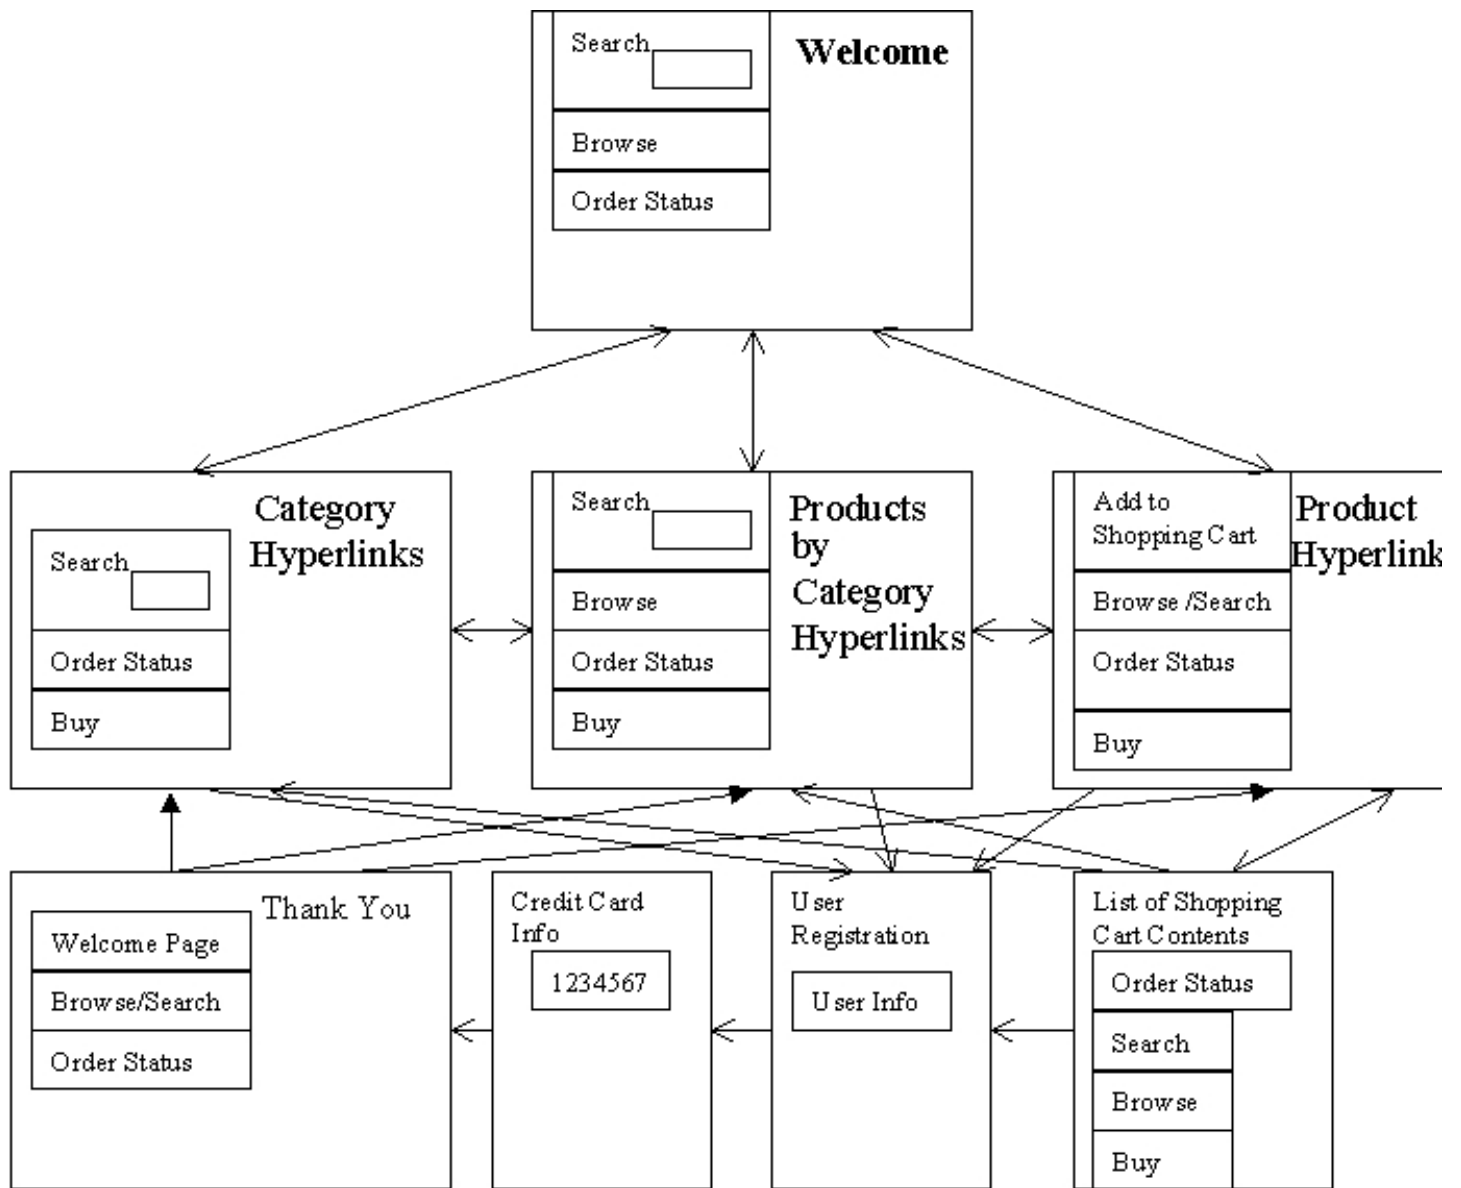 Search
Welcome
Browse
Order Status
Category
Hyperlinks
Search
Order Status
Buy
Search
Products
by
Category
Hyperlinks
Browse
Order Status
Buy
Add to
Shopping Cart
Product
Hyperlink
Browse /Search
Order Status
Buy
Thank You
Welcome Page
Browse/Search
Order Status
Credit Card
Info
1234567
User
Registration
User Info
List of Shopping
Cart Contents
Order Status
Search
Browse
Buy